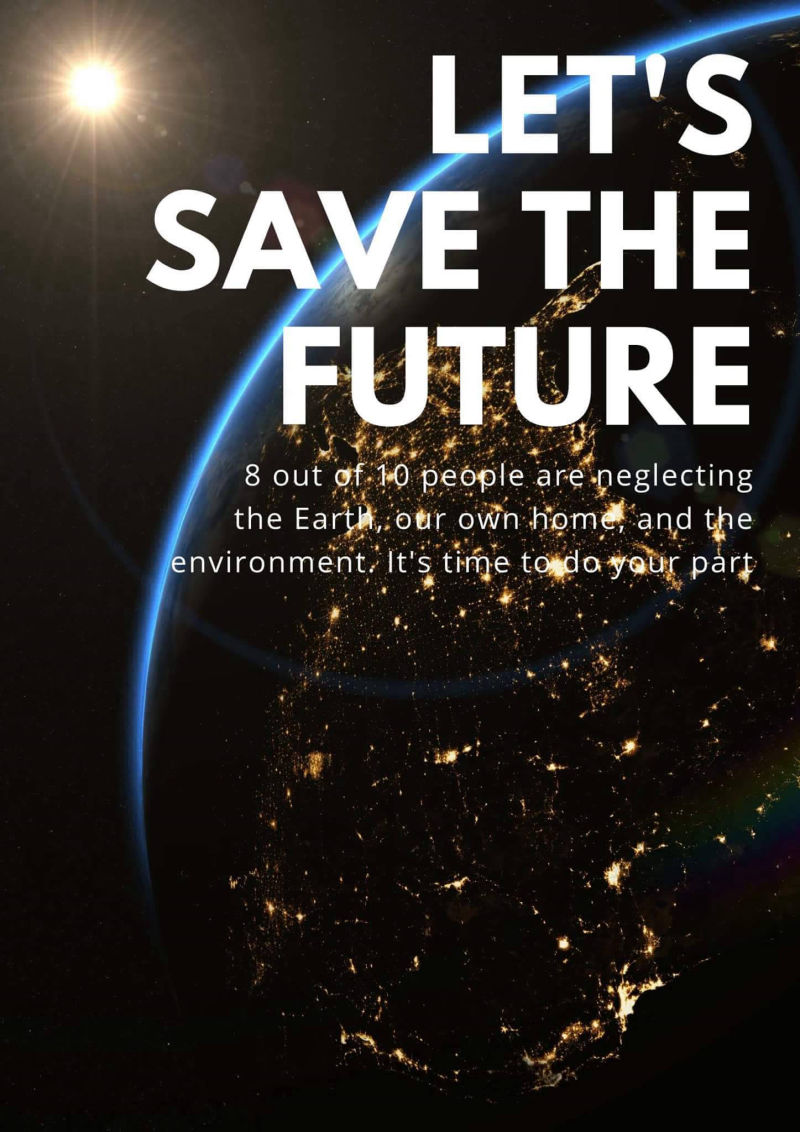 LET'S
SAVE THE
FUTURE
8 out of 10 people are neglecting
the Earth, our own home, and the
environment. It's time to do your part